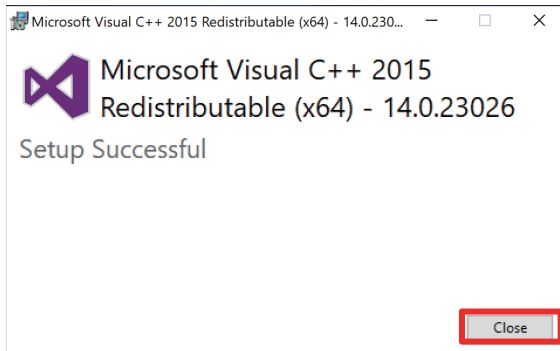 Microsoft Visual C++ 2015 Redistributable (x64) - 14.0.230...
Microsoft Visual C++ 2015
Redistributable (x64) - 14.0.23026
Setup Successful
Close